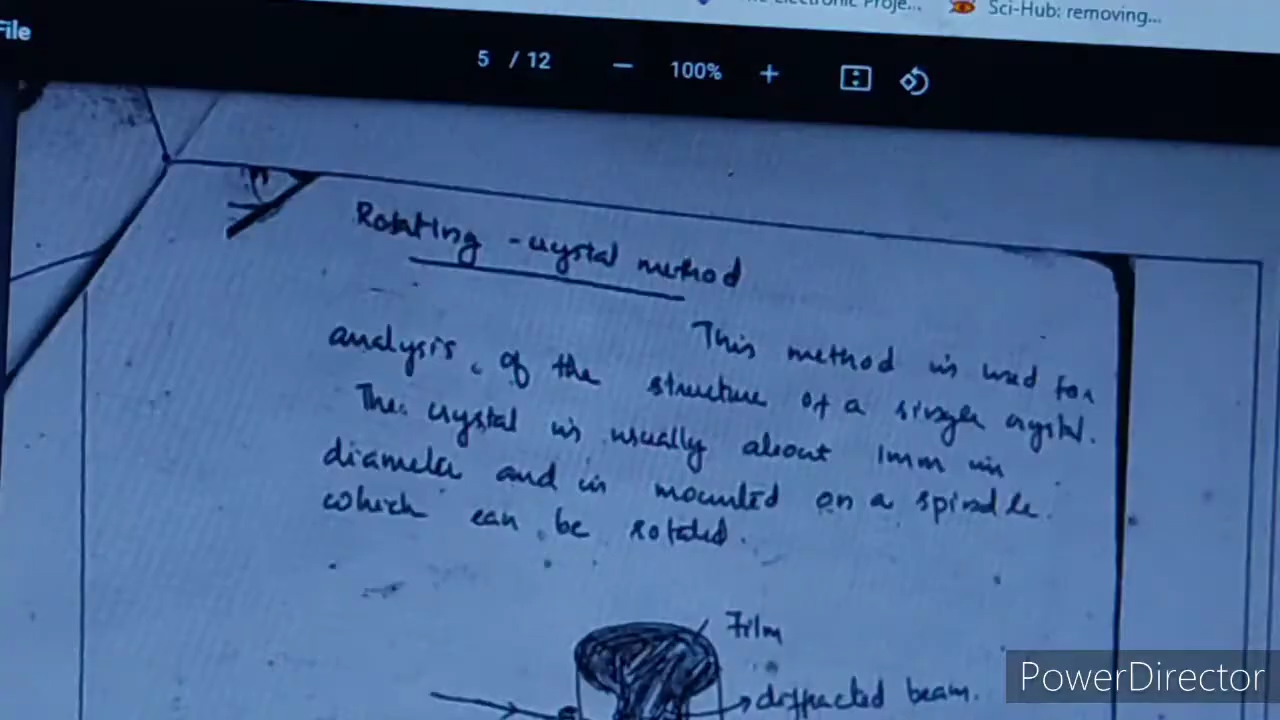 Sci-Hub: removing...
File
5 / 12
100%
Rotating -crystal method
This method is used for
analysis of the structure of a single crystal.
The crystal is usually about 1mm in
diameter and is mounted on a spindle.
which can be rotated.
Film
diffracted beam.
PowerDirector